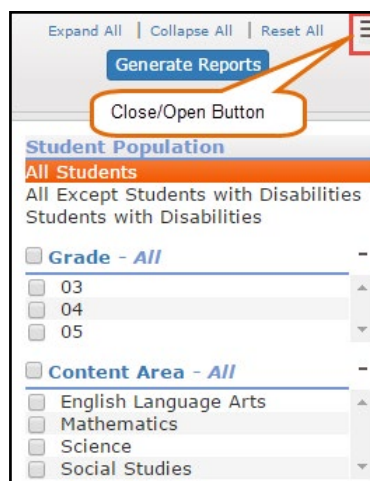 Expand All | Collapse All | Reset All
Generate Reports
Close/Open Button
Student Population
All Students
All Except Students with Disabilities
Students with Disabilities
Grade - All
03
04
05
Content Area - All
English Language Arts
Mathematics
Science
Social Studies